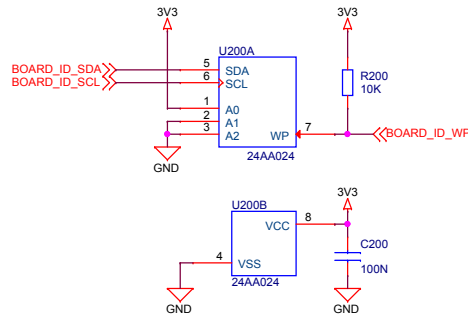 3V3
3V3
U200A
BOARD_ID_SDA
5
SDA
BOARD_ID_SCL
6
SCL
R200
10K
1
A0
2
A1
3
A2
WP
7
BOARD_ID_WP
24AA024
GND
3V3
U200B
VCC
8
C200
4
VSS
100N
24AA024
GND
GND